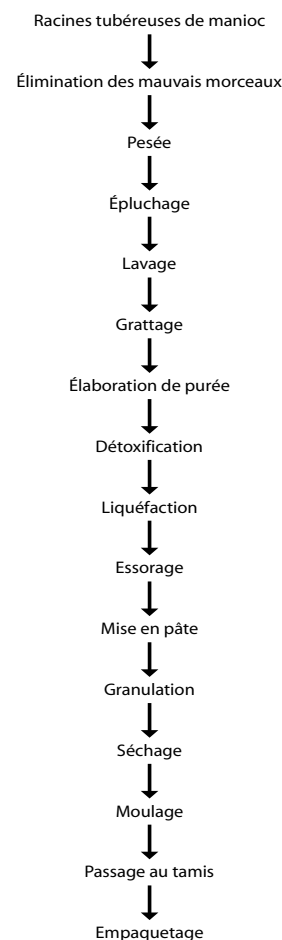 Racines tubéreuses de manioc
Élimination des mauvais morceaux
Pesée
Épluchage
Lavage
Grattage
Élaboration de purée
Détoxification
Liquéfaction
Essorage
Mise en pâte
Granulation
Séchage
Moulage
Passage au tamis
Empaquetage